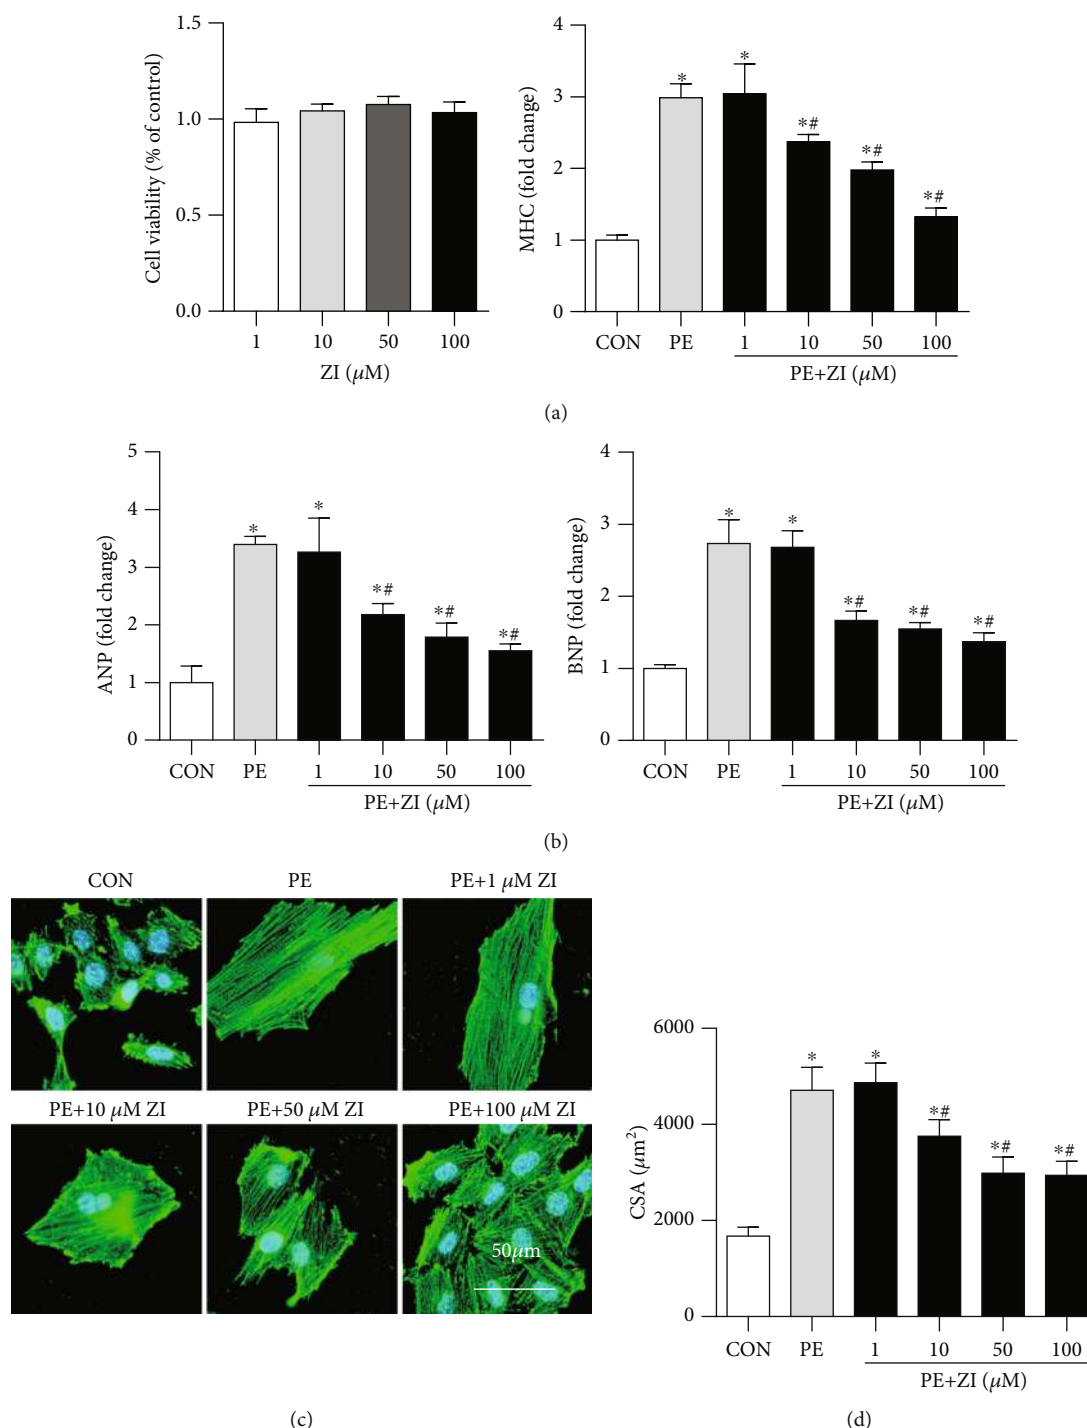 Cell viability (% of control)
1.5
1.0
0.5
0.0
1 10 50 100
ZI (μM)
MHC (fold change)
4
3
2
1
0
* * *# *# *#
CON PE 1 10 50 100
PE+ZI (μM)
(a)
ANP (fold change)
5
4
3
2
1
0
* * *# *# *#
CON PE 1 10 50 100
PE+ZI (μM)
BNP (fold change)
4
3
2
1
0
* * *# *# *#
CON PE 1 10 50 100
PE+ZI (μM)
(b)
CON PE PE+1 μM ZI
PE+10 μM ZI PE+50 μM ZI PE+100 μM ZI
50μm
(c)
CSA (μm²)
6000
4000
2000
0
* * *# *# *#
CON PE 1 10 50 100
PE+ZI (μM)
(d)